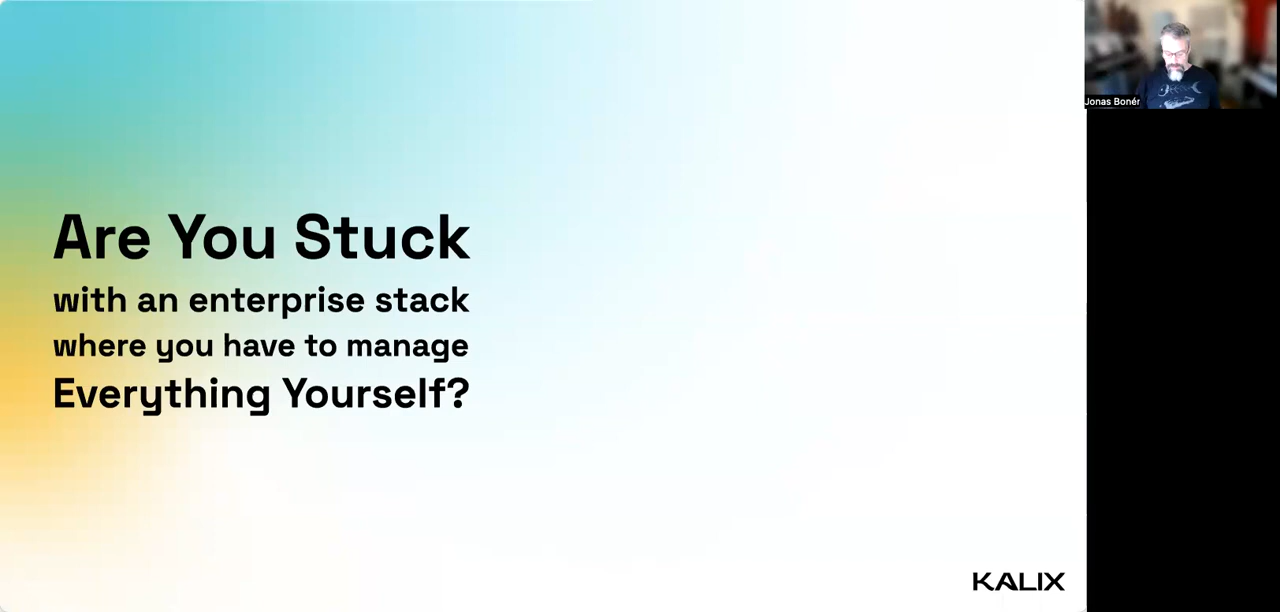 Are You Stuck
with an enterprise stack
where you have to manage
Everything Yourself?
KALIX
Jonas Bonér